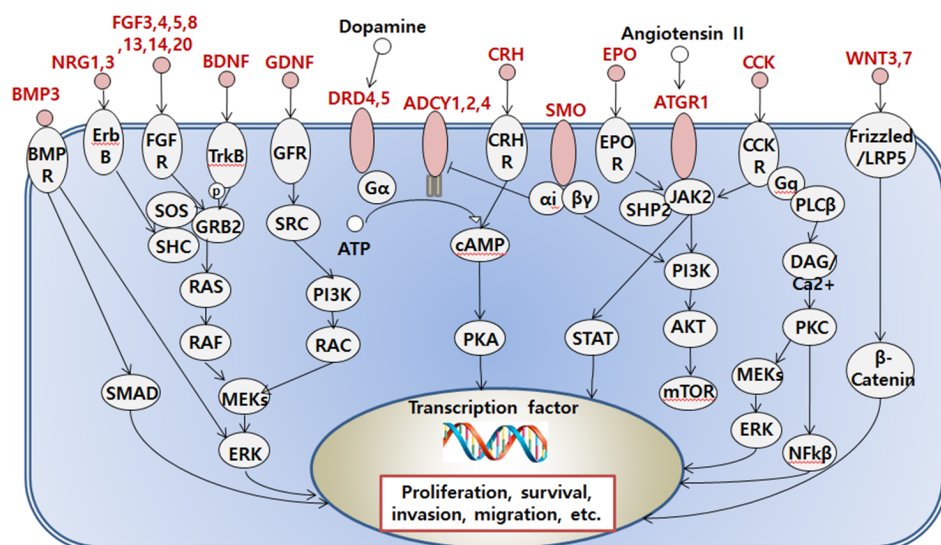 FGF3,4,5,8
,13,14,20
NRG1,3
BMP3
BDNF
GDNF
Dopamine
DRD4,5
ADCY1,2,4
CRH
SMO
EPO
Angiotensin II
ATGR1
CCK
WNT3,7
BMP
R
Erb
B
FGF
R
TrkB
GFR
CRH
R
EPO
R
CCK
R
Frizzled
/LRP5
p
Gα
αi
βγ
SHP2
JAK2
Gq
PLCβ
SOS
SHC
GRB2
SRC
ATP
cAMP
PI3K
DAG/
Ca2+
RAS
PI3K
RAF
RAC
PKA
STAT
AKT
PKC
SMAD
MEKs
mTOR
MEKs
β-
Catenin
ERK
ERK
NFkβ
Transcription factor
Proliferation, survival,
invasion, migration, etc.